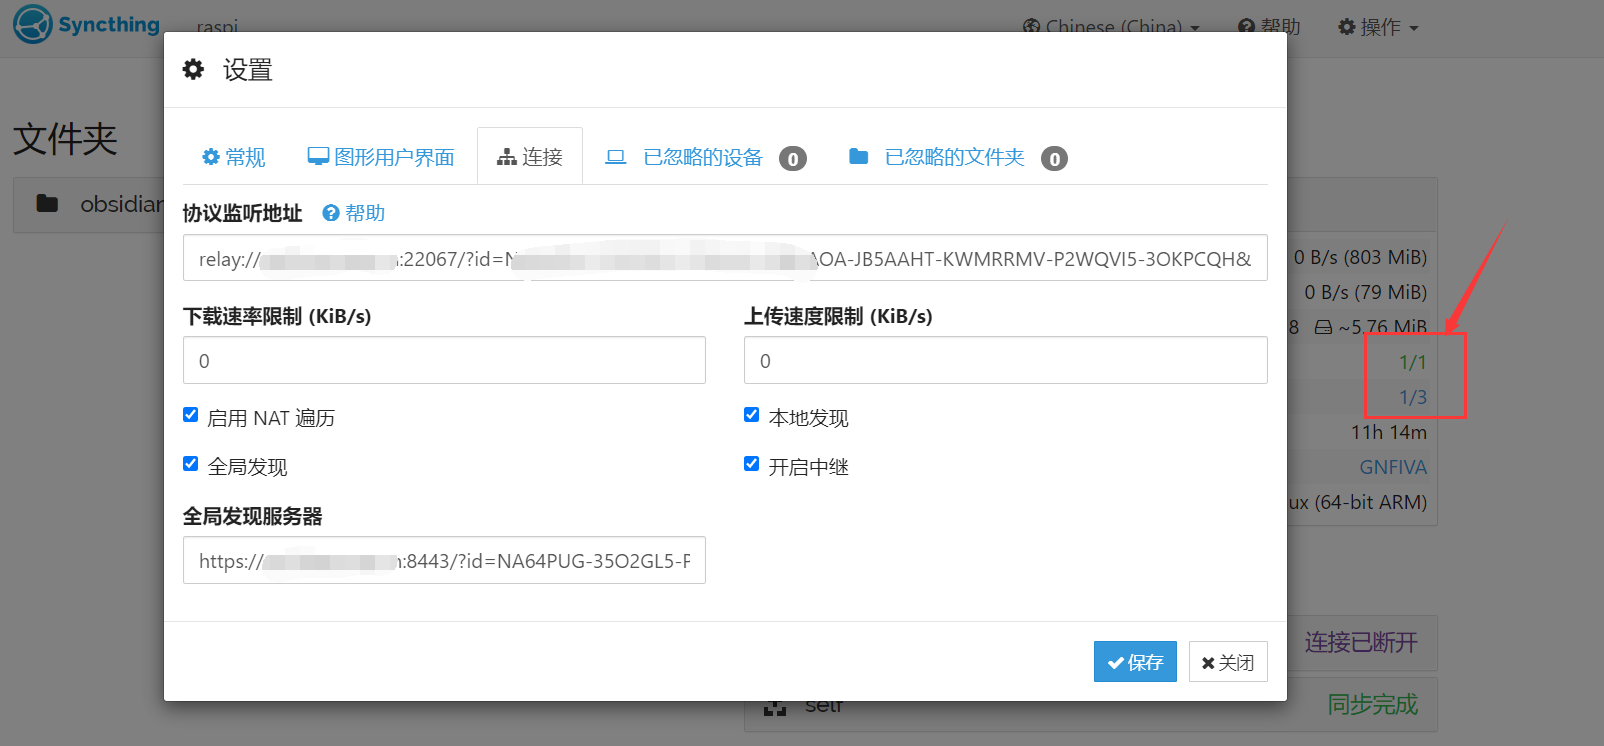 Syncthing raspi Chinese (China) 帮助 操作
设置
文件夹
常规 图形用户界面 连接 已忽略的设备 0 已忽略的文件夹 0
obsidian
协议监听地址 帮助
relay:// :22067/?id=N AOA-JB5AAHT-KWMRRMV-P2WQVI5-3OKPCQH&
0 B/s (803 MiB)
0 B/s (79 MiB)
下载速率限制 (KiB/s) 上传速度限制 (KiB/s)
8 ~5.76 MiB
0 0
1/1
1/3
启用 NAT 遍历 本地发现
11h 14m
全局发现 开启中继
GNFIVA
全局发现服务器
ux (64-bit ARM)
https:// :8443/?id=NA64PUG-35O2GL5-F
连接已断开
保存 关闭
self 同步完成